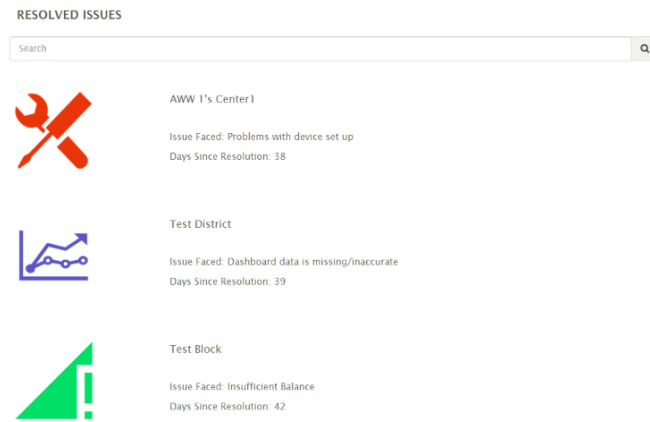 RESOLVED ISSUES
Search
AWW 1's Center1
Issue Faced: Problems with device set up
Days Since Resolution: 38
Test District
Issue Faced: Dashboard data is missing/inaccurate
Days Since Resolution: 39
Test Block
Issue Faced: Insufficient Balance
Days Since Resolution: 42